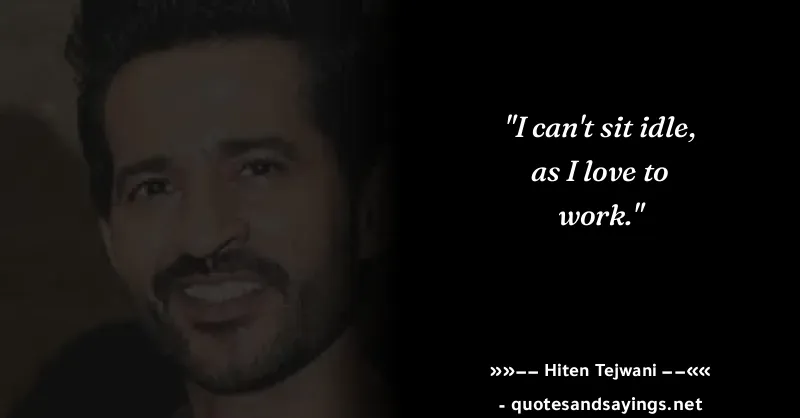 "I can't sit idle,
as I love to
work."
»»–– Hiten Tejwani ––««
- quotesandsayings.net